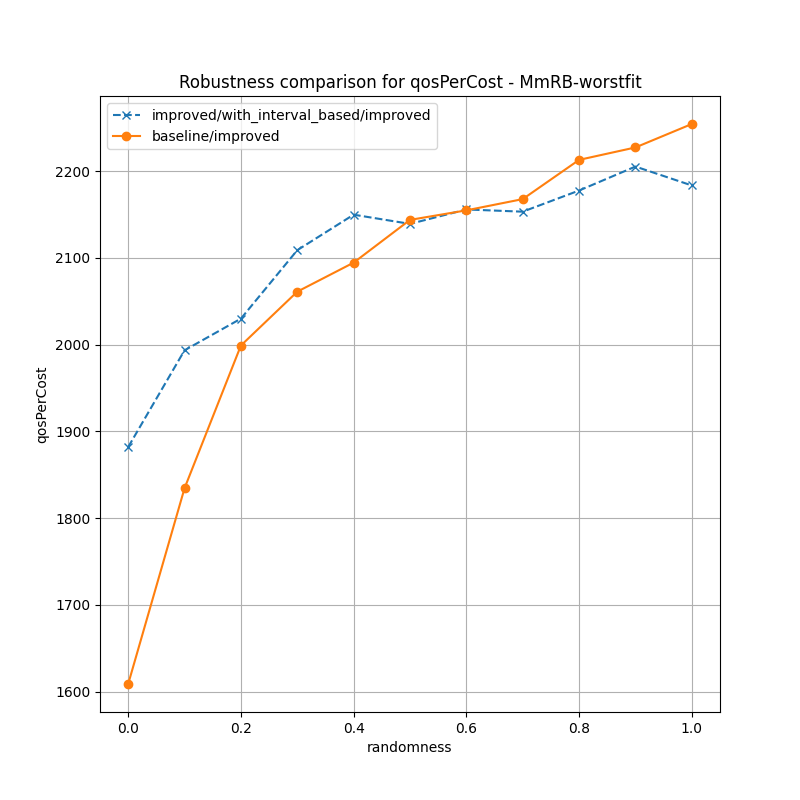 Robustness comparison for qosPerCost - MmRB-worstfit
improved/with_interval_based/improved
baseline/improved
2200
2100
2000
1900
1800
1700
1600
qosPerCost
0.0 0.2 0.4 0.6 0.8 1.0
randomness